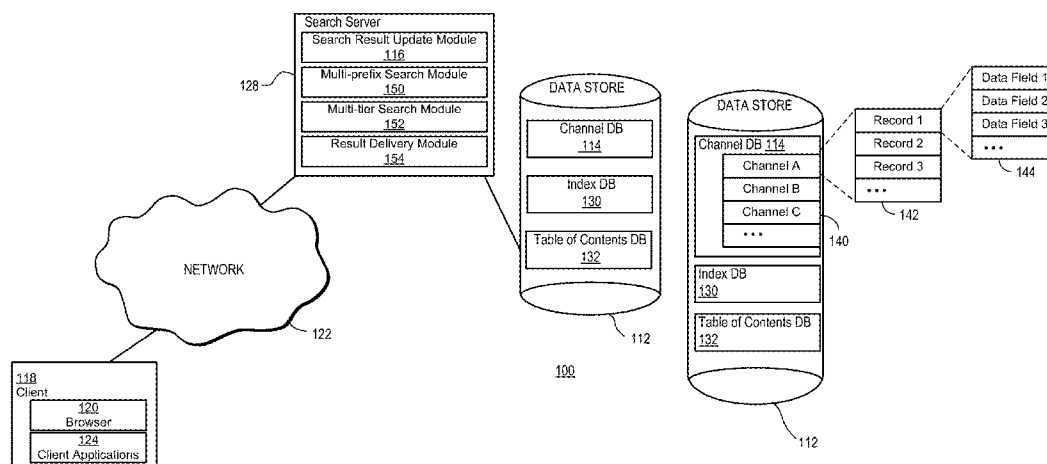 Search Server
Search Result Update Module
116
Multi-prefix Search Module
150
Multi-tier Search Module
152
Result Delivery Module
154
128
NETWORK
122
118
Client
120
Browser
124
Client Applications
DATA STORE
Channel DB
114
Index DB
130
Table of Contents DB
132
112
100
DATA STORE
Channel DB 114
Channel A
Channel B
Channel C
•••
140
Index DB
130
Table of Contents DB
132
112
Record 1
Record 2
Record 3
•••
142
Data Field 1
Data Field 2
Data Field 3
•••
144